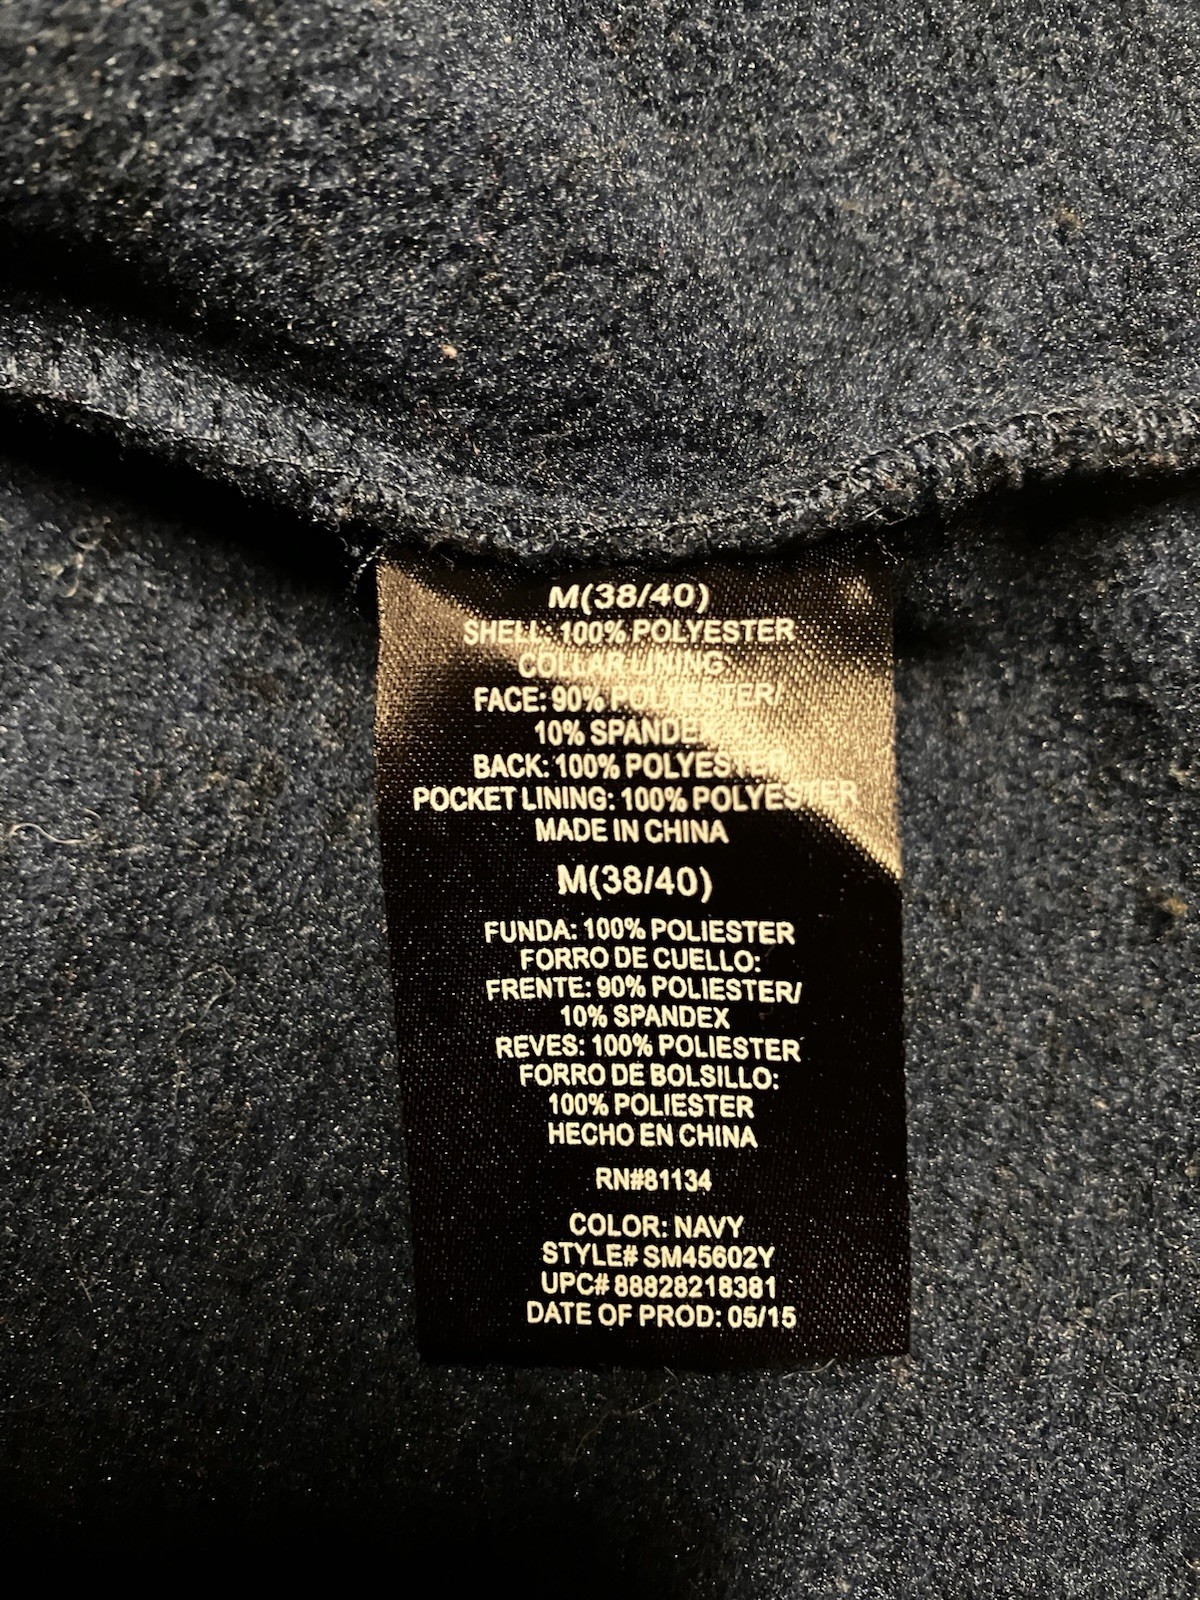 M(38/40)
SHELL: 100% POLYESTER
COLLAR LINING:
FACE: 90% POLYESTER/
10% SPANDEX
BACK: 100% POLYESTER
POCKET LINING: 100% POLYESTER
MADE IN CHINA
M(38/40)
FUNDA: 100% POLIESTER
FORRO DE CUELLO:
FRENTE: 90% POLIESTER/
10% SPANDEX
REVES: 100% POLIESTER
FORRO DE BOLSILLO:
100% POLIESTER
HECHO EN CHINA
RN#81134
COLOR: NAVY
STYLE# SM45602Y
UPC# 88828218381
DATE OF PROD: 05/15